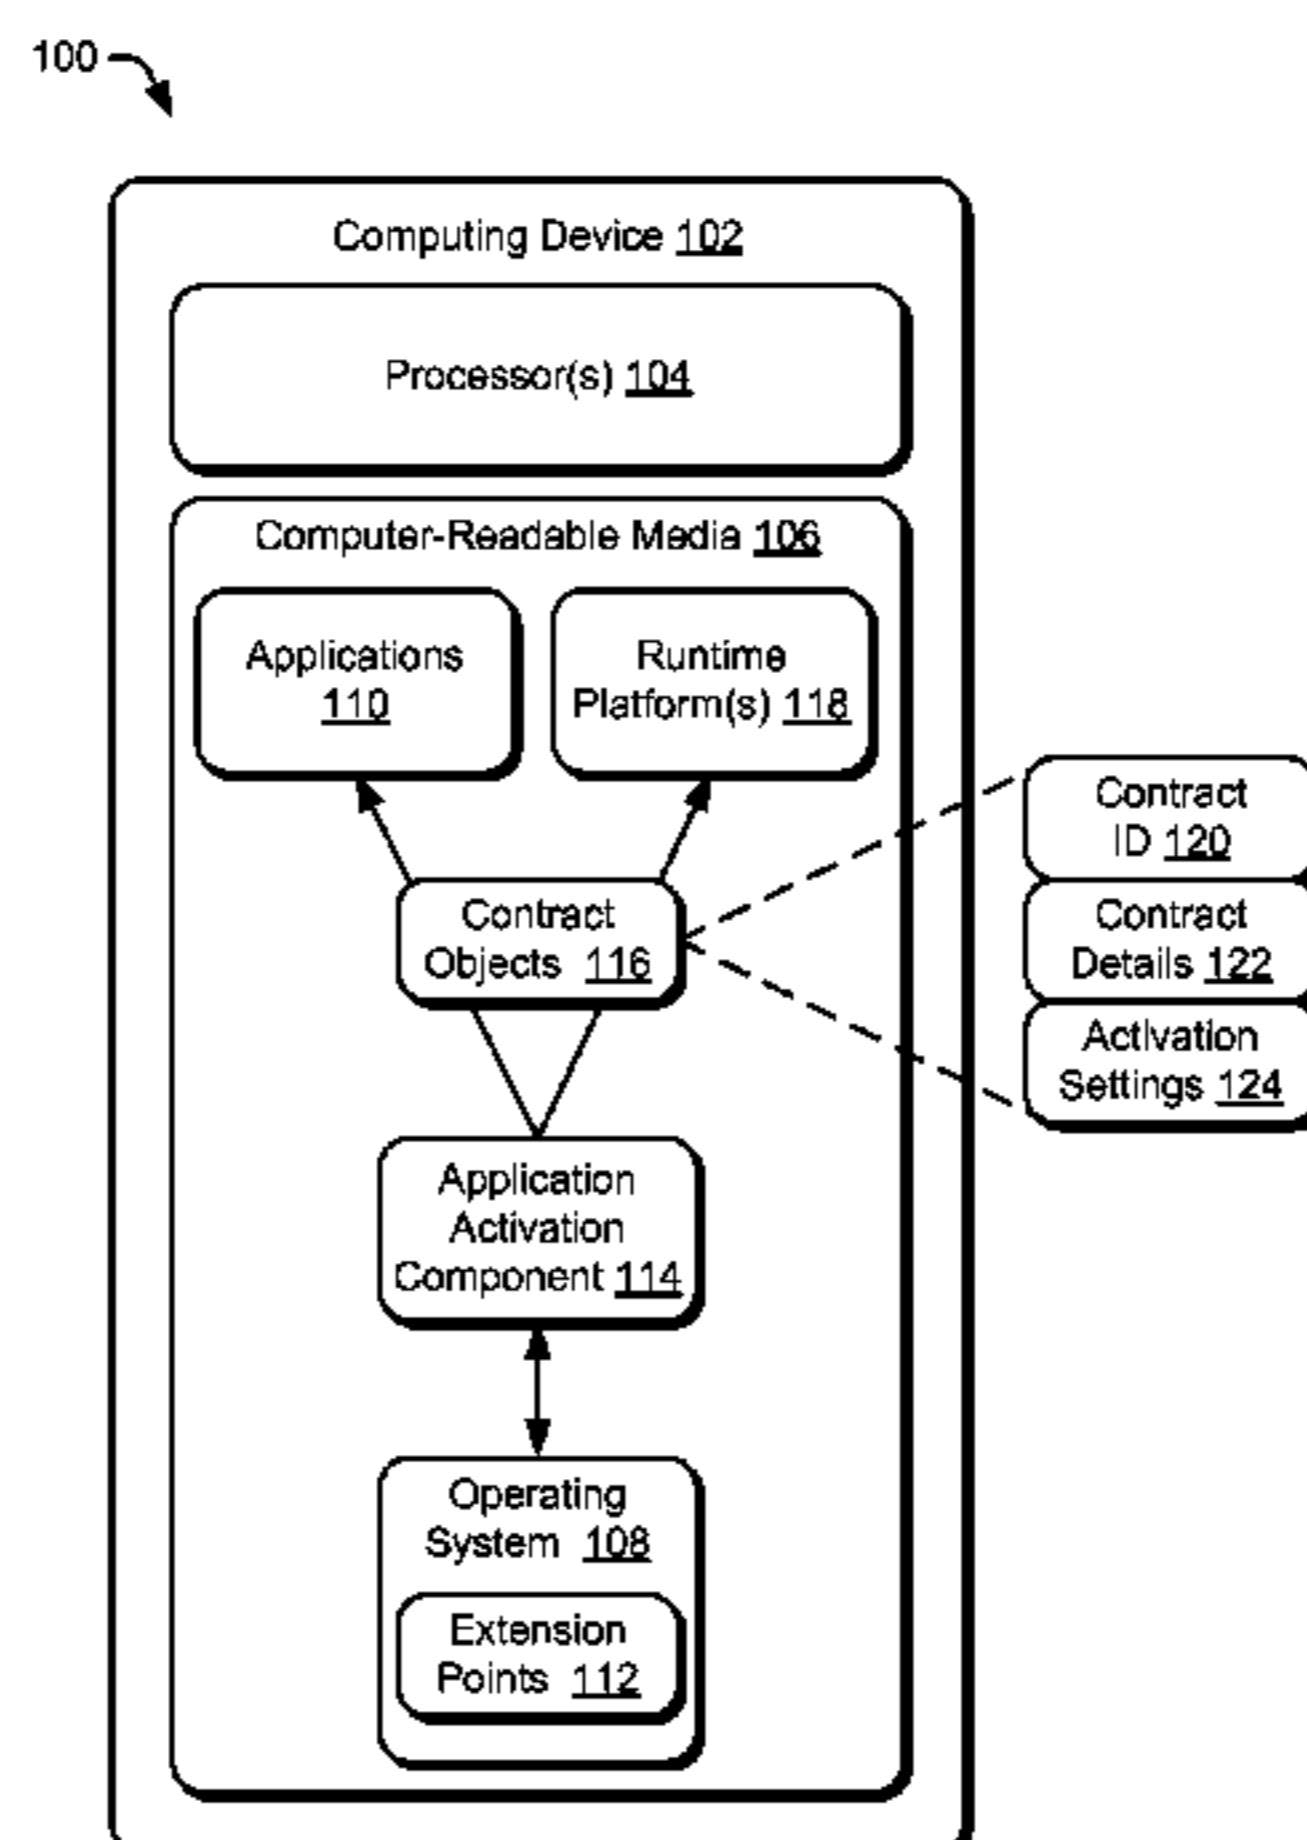 100
Computing Device 102
Processor(s) 104
Computer-Readable Media 106
Applications
110
Runtime
Platform(s) 118
Contract
Objects 116
Contract
ID 120
Contract
Details 122
Activation
Settings 124
Application
Activation
Component 114
Operating
System 108
Extension
Points 112